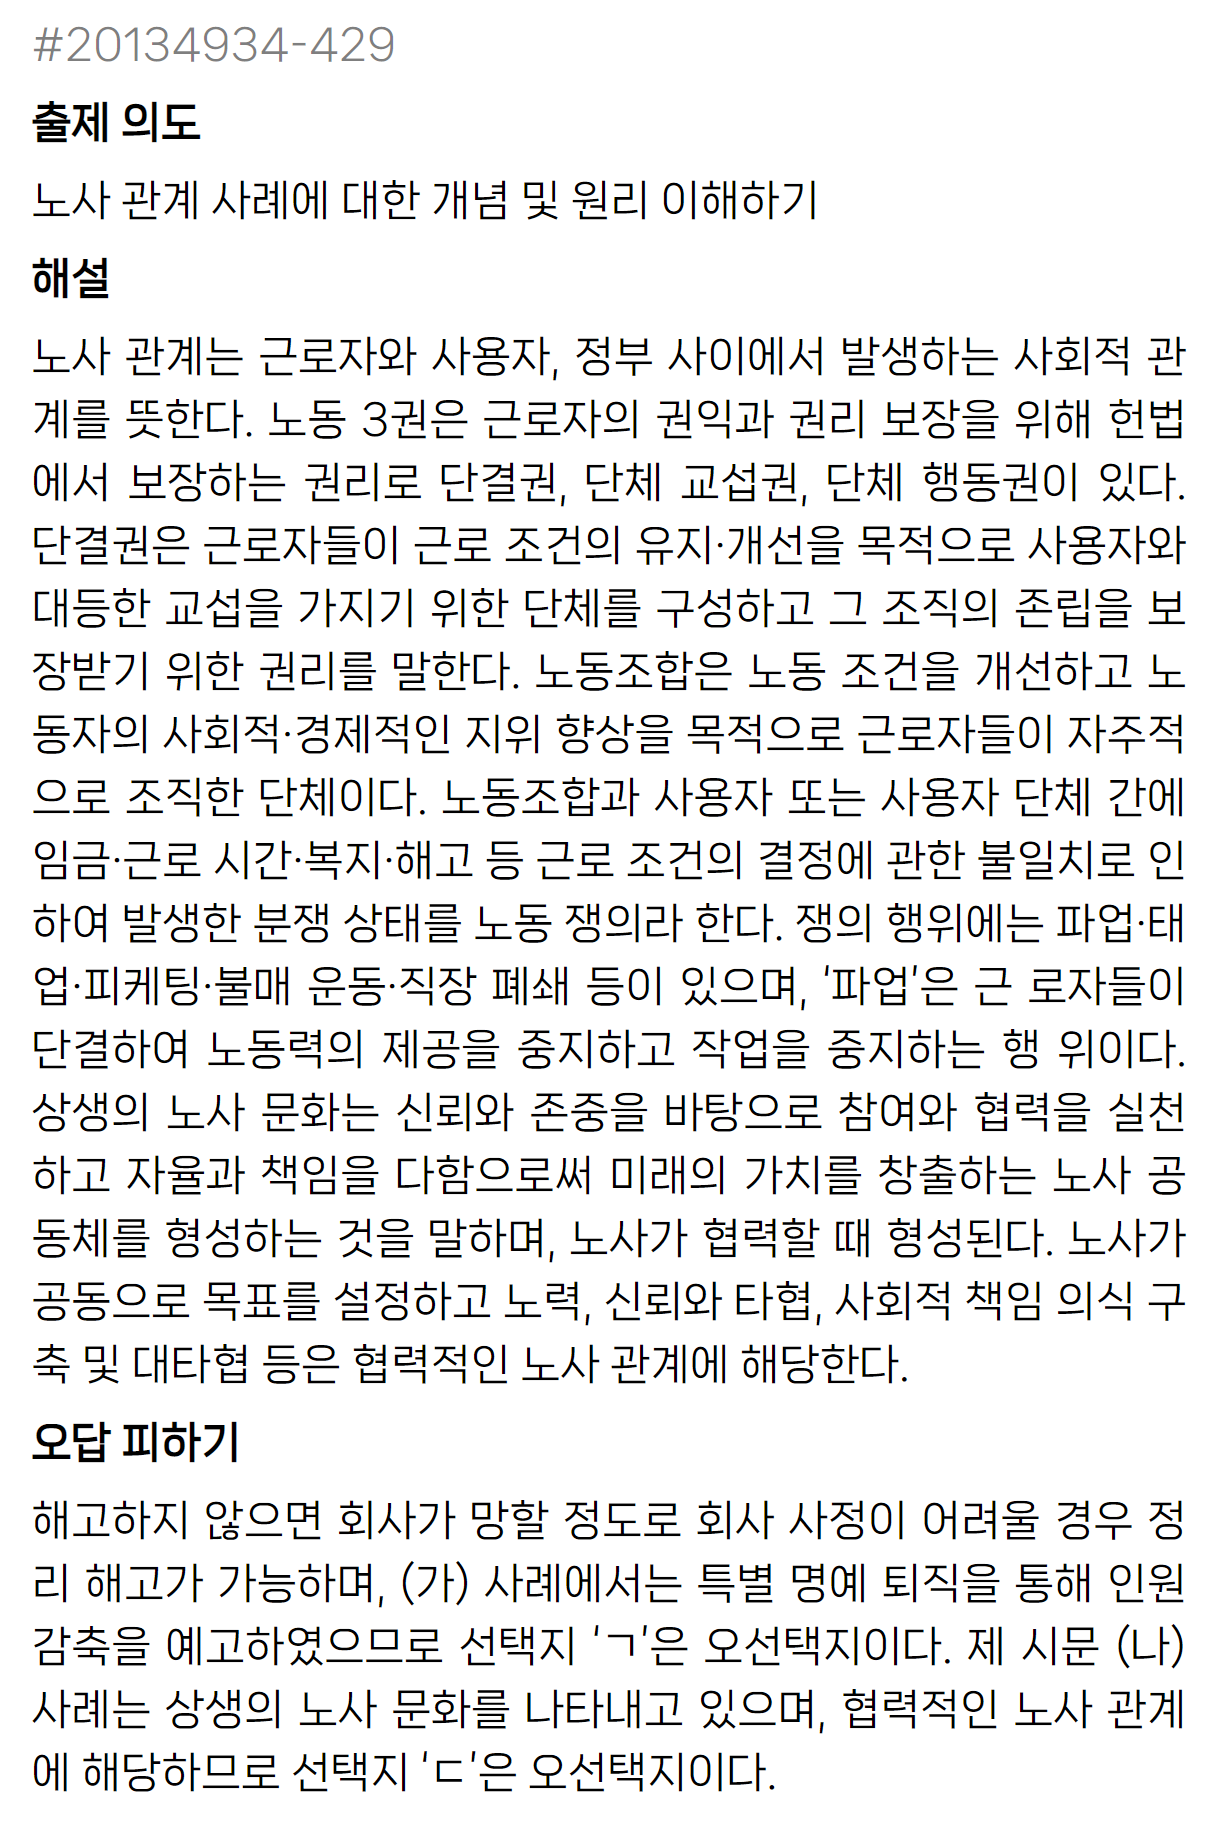 #20134934-429
출제 의도
노사 관계 사례에 대한 개념 및 원리 이해하기
해설
노사 관계는 근로자와 사용자, 정부 사이에서 발생하는 사회적 관
계를 뜻한다. 노동 3권은 근로자의 권익과 권리 보장을 위해 헌법
에서 보장하는 권리로 단결권, 단체 교섭권, 단체 행동권이 있다.
단결권은 근로자들이 근로 조건의 유지·개선을 목적으로 사용자와
대등한 교섭을 가지기 위한 단체를 구성하고 그 조직의 존립을 보
장받기 위한 권리를 말한다. 노동조합은 노동 조건을 개선하고 노
동자의 사회적·경제적인 지위 향상을 목적으로 근로자들이 자주적
으로 조직한 단체이다. 노동조합과 사용자 또는 사용자 단체 간에
임금·근로 시간·복지·해고 등 근로 조건의 결정에 관한 불일치로 인
하여 발생한 분쟁 상태를 노동 쟁의라 한다. 쟁의 행위에는 파업·태
업·피케팅·불매 운동·직장 폐쇄 등이 있으며, '파업'은 근 로자들이
단결하여 노동력의 제공을 중지하고 작업을 중지하는 행 위이다.
상생의 노사 문화는 신뢰와 존중을 바탕으로 참여와 협력을 실천
하고 자율과 책임을 다함으로써 미래의 가치를 창출하는 노사 공
동체를 형성하는 것을 말하며, 노사가 협력할 때 형성된다. 노사가
공동으로 목표를 설정하고 노력, 신뢰와 타협, 사회적 책임 의식 구
축 및 대타협 등은 협력적인 노사 관계에 해당한다.
오답 피하기
해고하지 않으면 회사가 망할 정도로 회사 사정이 어려울 경우 정
리 해고가 가능하며, (가) 사례에서는 특별 명예 퇴직을 통해 인원
감축을 예고하였으므로 선택지 'ㄱ'은 오선택지이다. 제 시문 (나)
사례는 상생의 노사 문화를 나타내고 있으며, 협력적인 노사 관계
에 해당하므로 선택지 'ㄷ'은 오선택지이다.